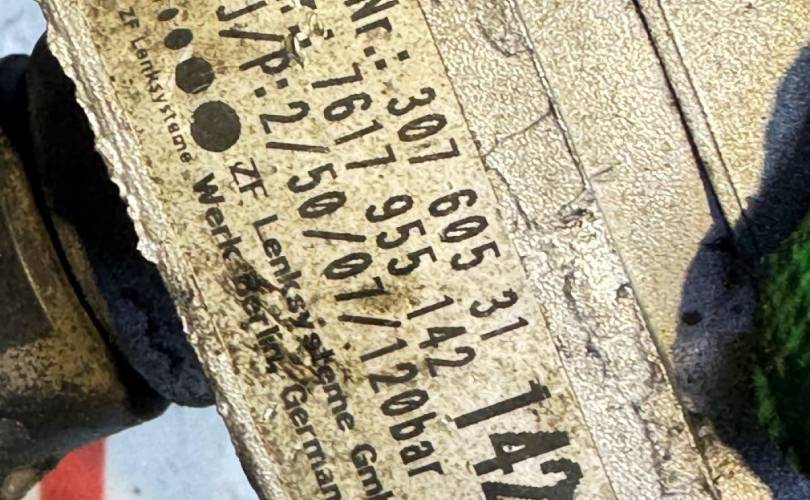 Nr.: 307 605 31
7617 955 142
J/P:2/50/07/120bar
142
ZF Lenksysteme Gmb
Werk Berlin, German
ZF Lenksysteme